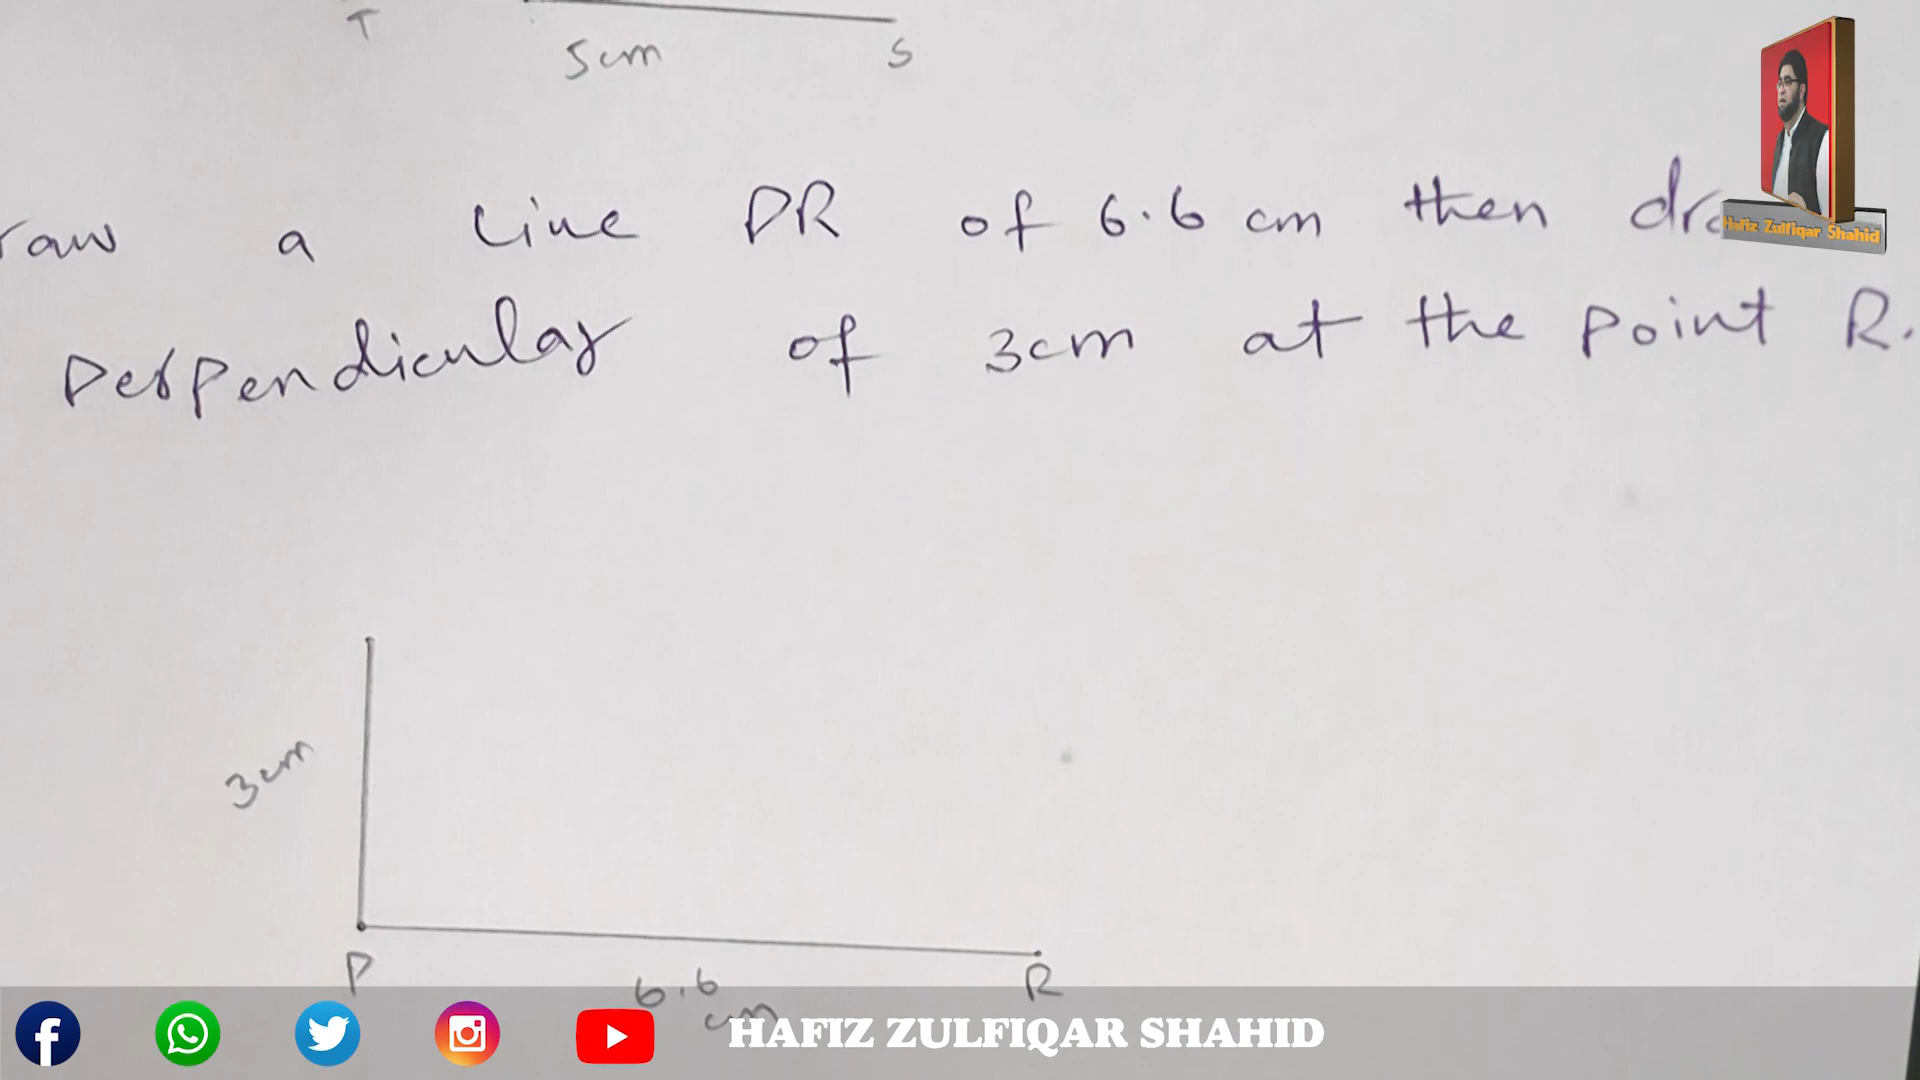 T
5cm S
raw a line PR of 6.6 cm then
Hafiz Zulfiqar Shahid
Perpendicular of 3cm at the point R.
3cm
P R
6.6
cm
HAFIZ ZULFIQAR SHAHID